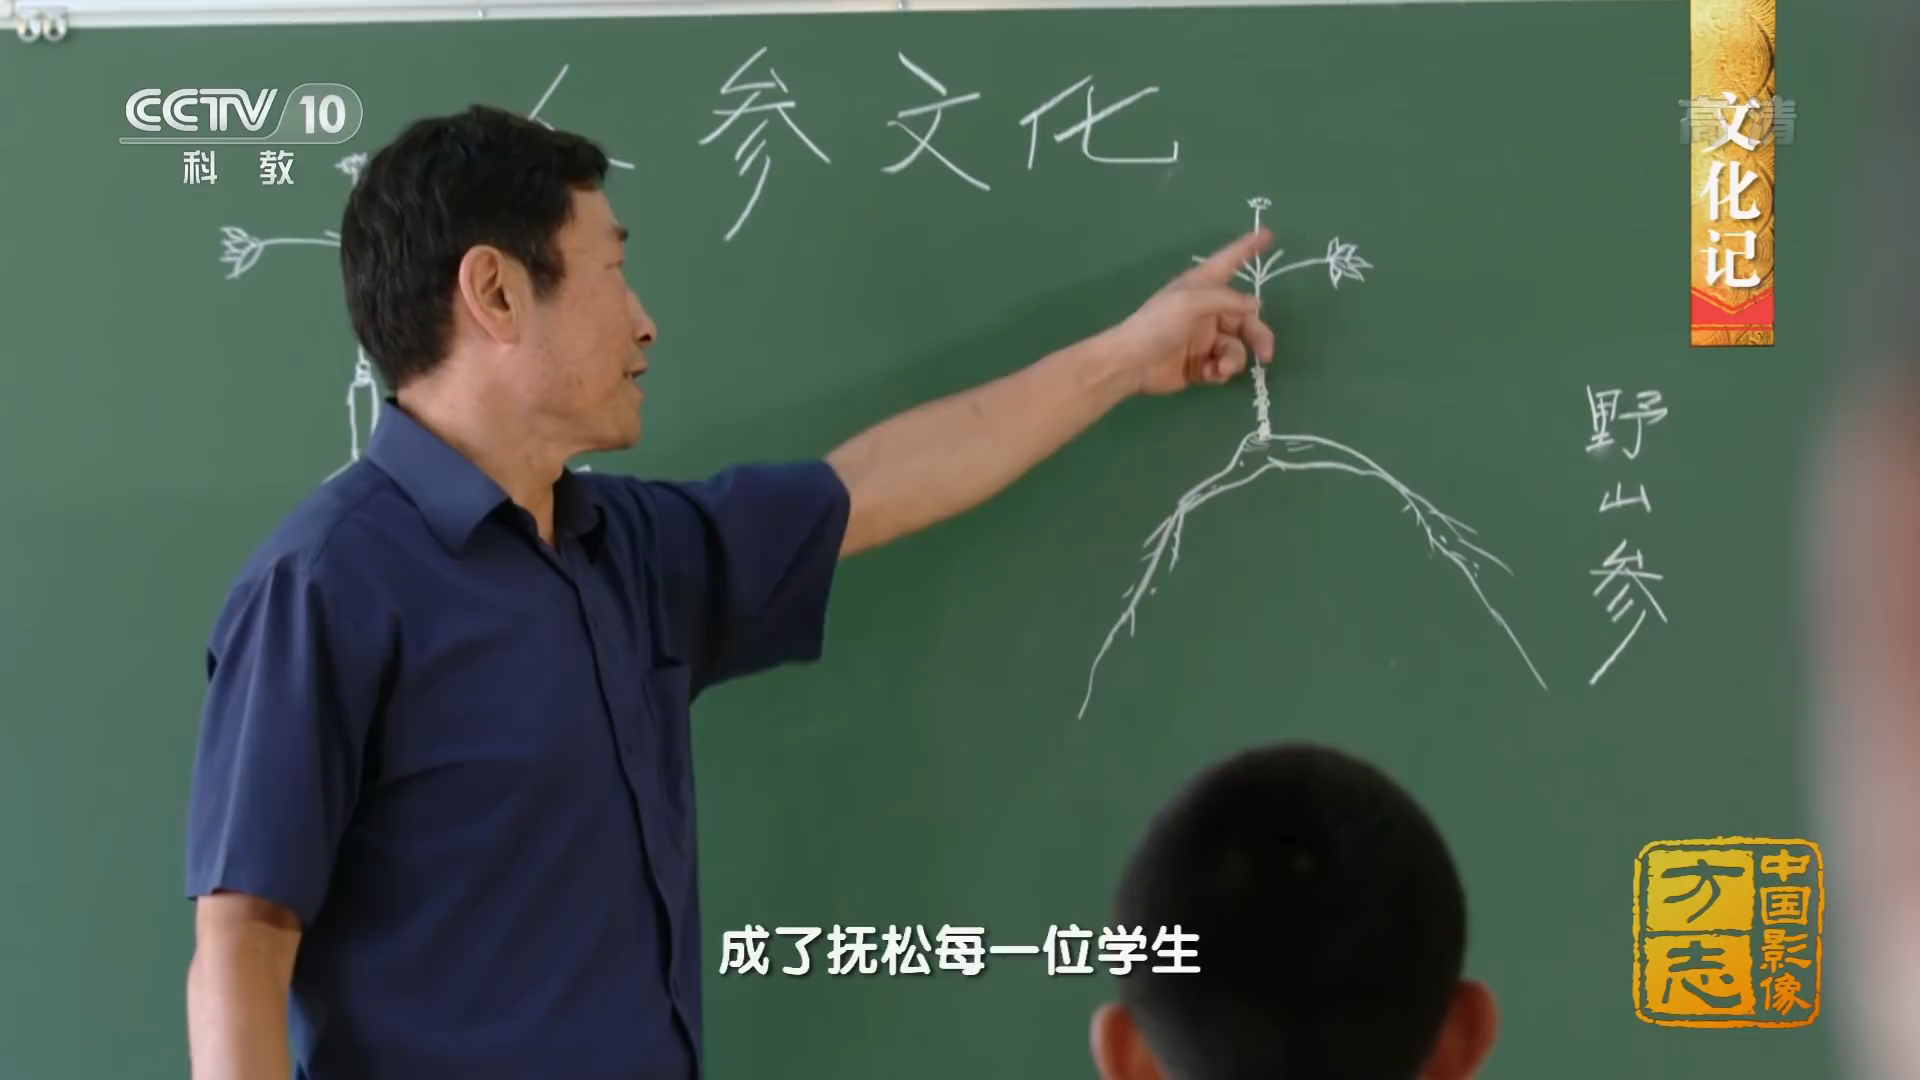 人参文化
CCTV 10
科 教
高清
文化记
野山参
中国影像
方志
成了抚松每一位学生